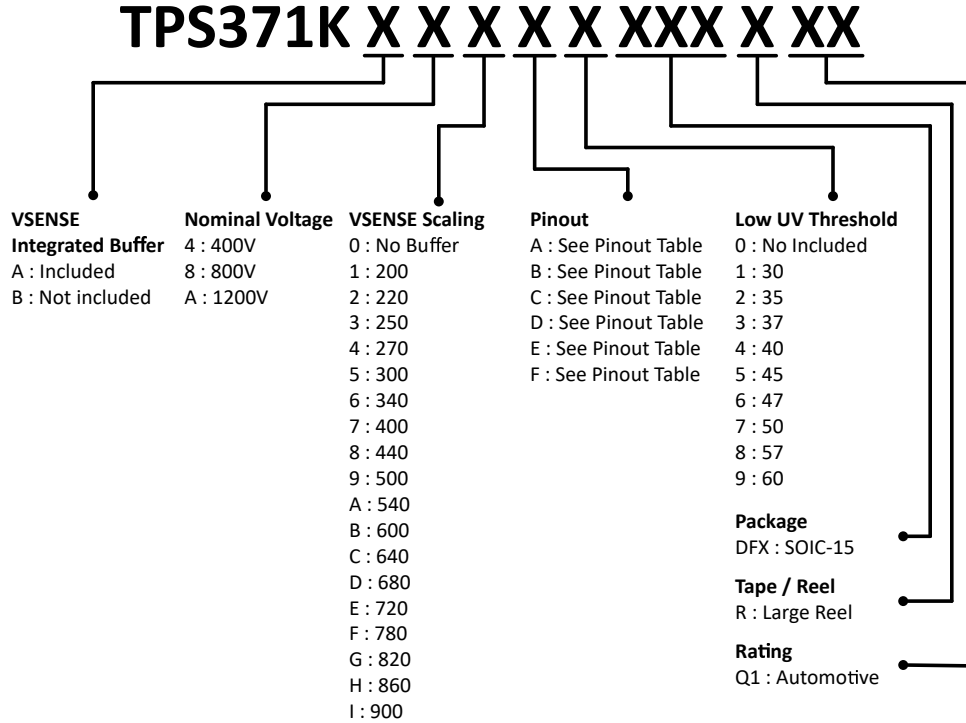 TPS371K X X X X X XXX X XX
VSENSE
Integrated Buffer
A : Included
B : Not included
Nominal Voltage
4 : 400V
8 : 800V
A : 1200V
VSENSE Scaling
0 : No Buffer
1 : 200
2 : 220
3 : 250
4 : 270
5 : 300
6 : 340
7 : 400
8 : 440
9 : 500
A : 540
B : 600
C : 640
D : 680
E : 720
F : 780
G : 820
H : 860
I : 900
Pinout
A : See Pinout Table
B : See Pinout Table
C : See Pinout Table
D : See Pinout Table
E : See Pinout Table
F : See Pinout Table
Low UV Threshold
0 : No Included
1 : 30
2 : 35
3 : 37
4 : 40
5 : 45
6 : 47
7 : 50
8 : 57
9 : 60
Package
DFX : SOIC-15
Tape / Reel
R : Large Reel
Rating
Q1 : Automotive